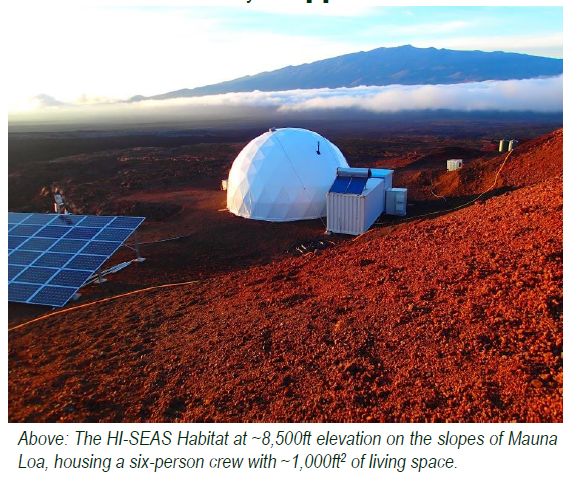 Above: The HI-SEAS Habitat at ~8,500ft elevation on the slopes of Mauna
Loa, housing a six-person crew with ~1,000ft² of living space.